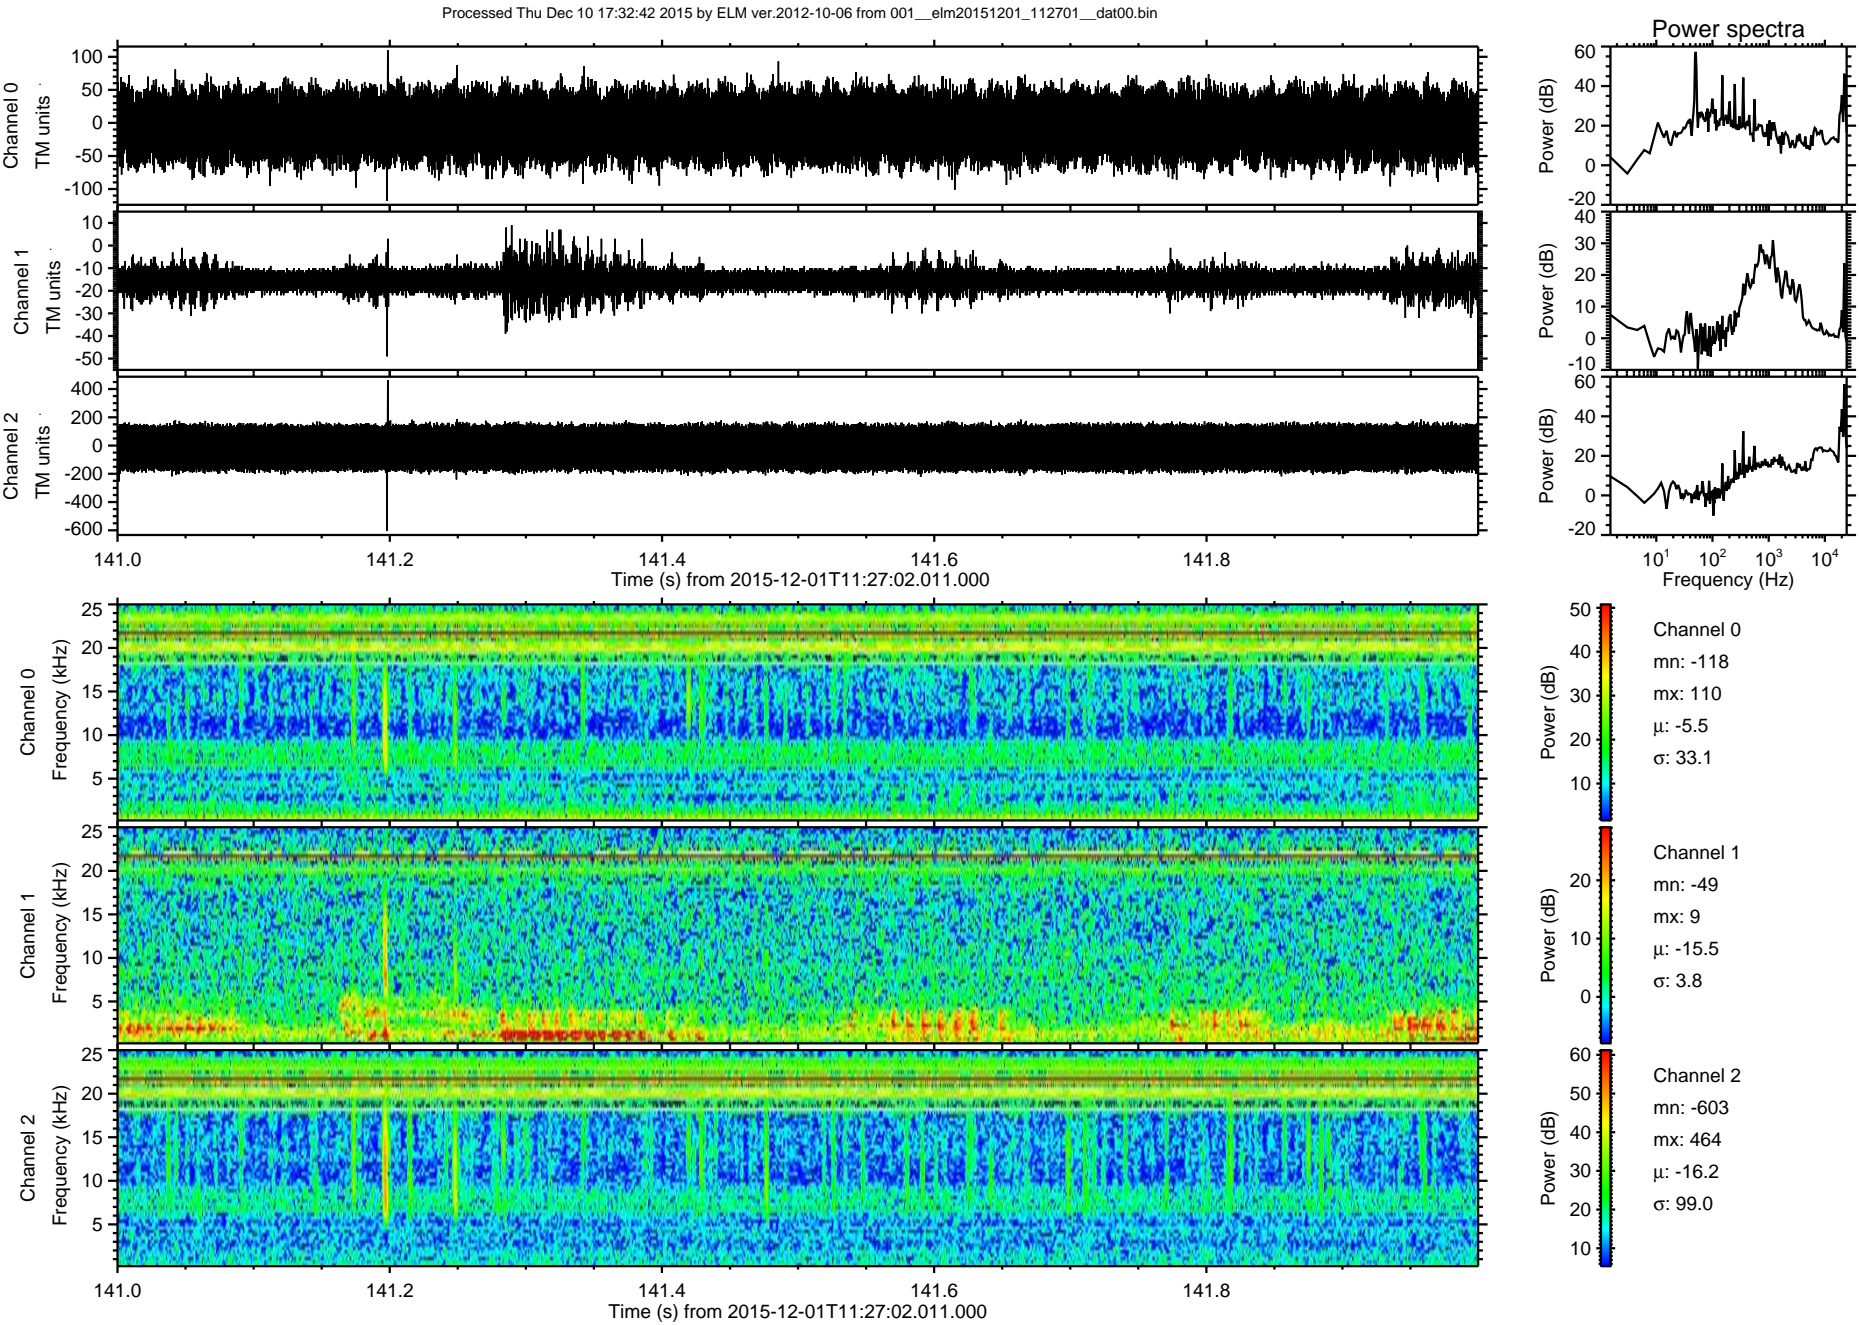 Processed Thu Dec 10 17:32:42 2015 by ELM ver.2012-10-06 from 001__elm20151201_112701__dat00.bin
Power spectra
Channel 0
TM units
100
50
0
-50
-100
Power (dB)
60
40
20
0
-20
Channel 1
TM units
10
0
-10
-20
-30
-40
-50
Power (dB)
40
30
20
10
0
-10
Channel 2
TM units
400
200
0
-200
-400
-600
Power (dB)
60
40
20
0
-20
141.0 141.2 141.4 141.6 141.8
Time (s) from 2015-12-01T11:27:02.011.000
10¹ 10² 10³ 10⁴
Frequency (Hz)
Channel 0
Frequency (kHz)
25
20
15
10
5
Power (dB)
50
40
30
20
10
Channel 0
mn: -118
mx: 110
μ: -5.5
σ: 33.1
Channel 1
Frequency (kHz)
25
20
15
10
5
Power (dB)
20
10
0
Channel 1
mn: -49
mx: 9
μ: -15.5
σ: 3.8
Channel 2
Frequency (kHz)
25
20
15
10
5
Power (dB)
60
50
40
30
20
10
Channel 2
mn: -603
mx: 464
μ: -16.2
σ: 99.0
141.0 141.2 141.4 141.6 141.8
Time (s) from 2015-12-01T11:27:02.011.000